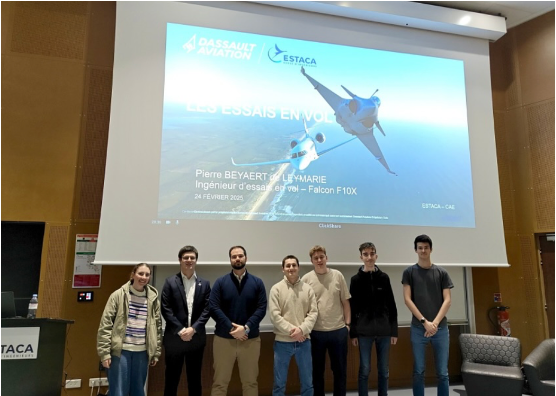 DASSAULT
AVIATION
ESTACA
LES ESSAIS EN VOL
Pierre BEYAERT de LEYMARIE
Ingénieur d'essais en vol – Falcon F10X
24 FÉVRIER 2025
ESTACA - CAE
ESTACA